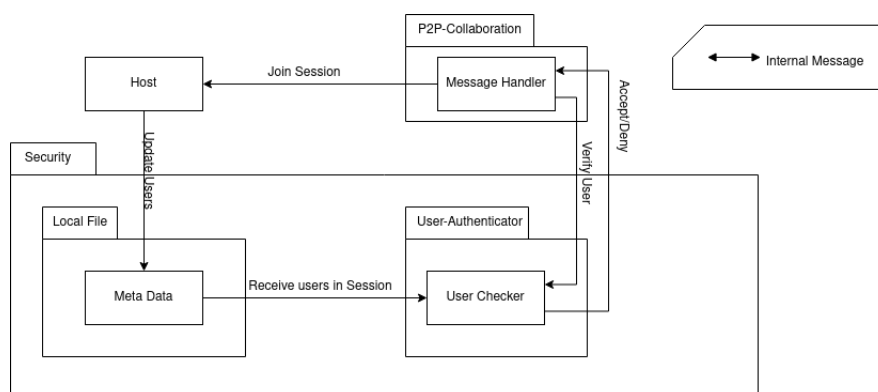 P2P-Collaboration
Host
Join Session
Message Handler
Internal Message
Accept/Deny
Update Users
Verify User
Security
Local File
User-Authenticator
Meta Data
Receive users in Session
User Checker